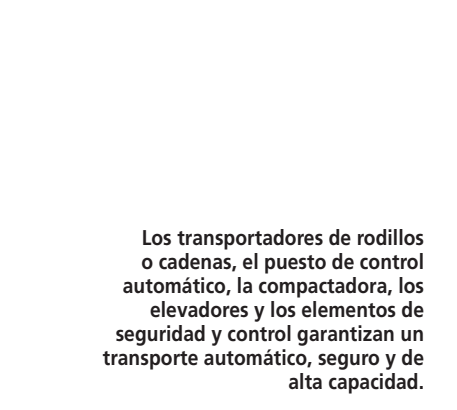 Los transportadores de rodillos
o cadenas, el puesto de control
automático, la compactadora, los
elevadores y los elementos de
seguridad y control garantizan un
transporte automático, seguro y de
alta capacidad.